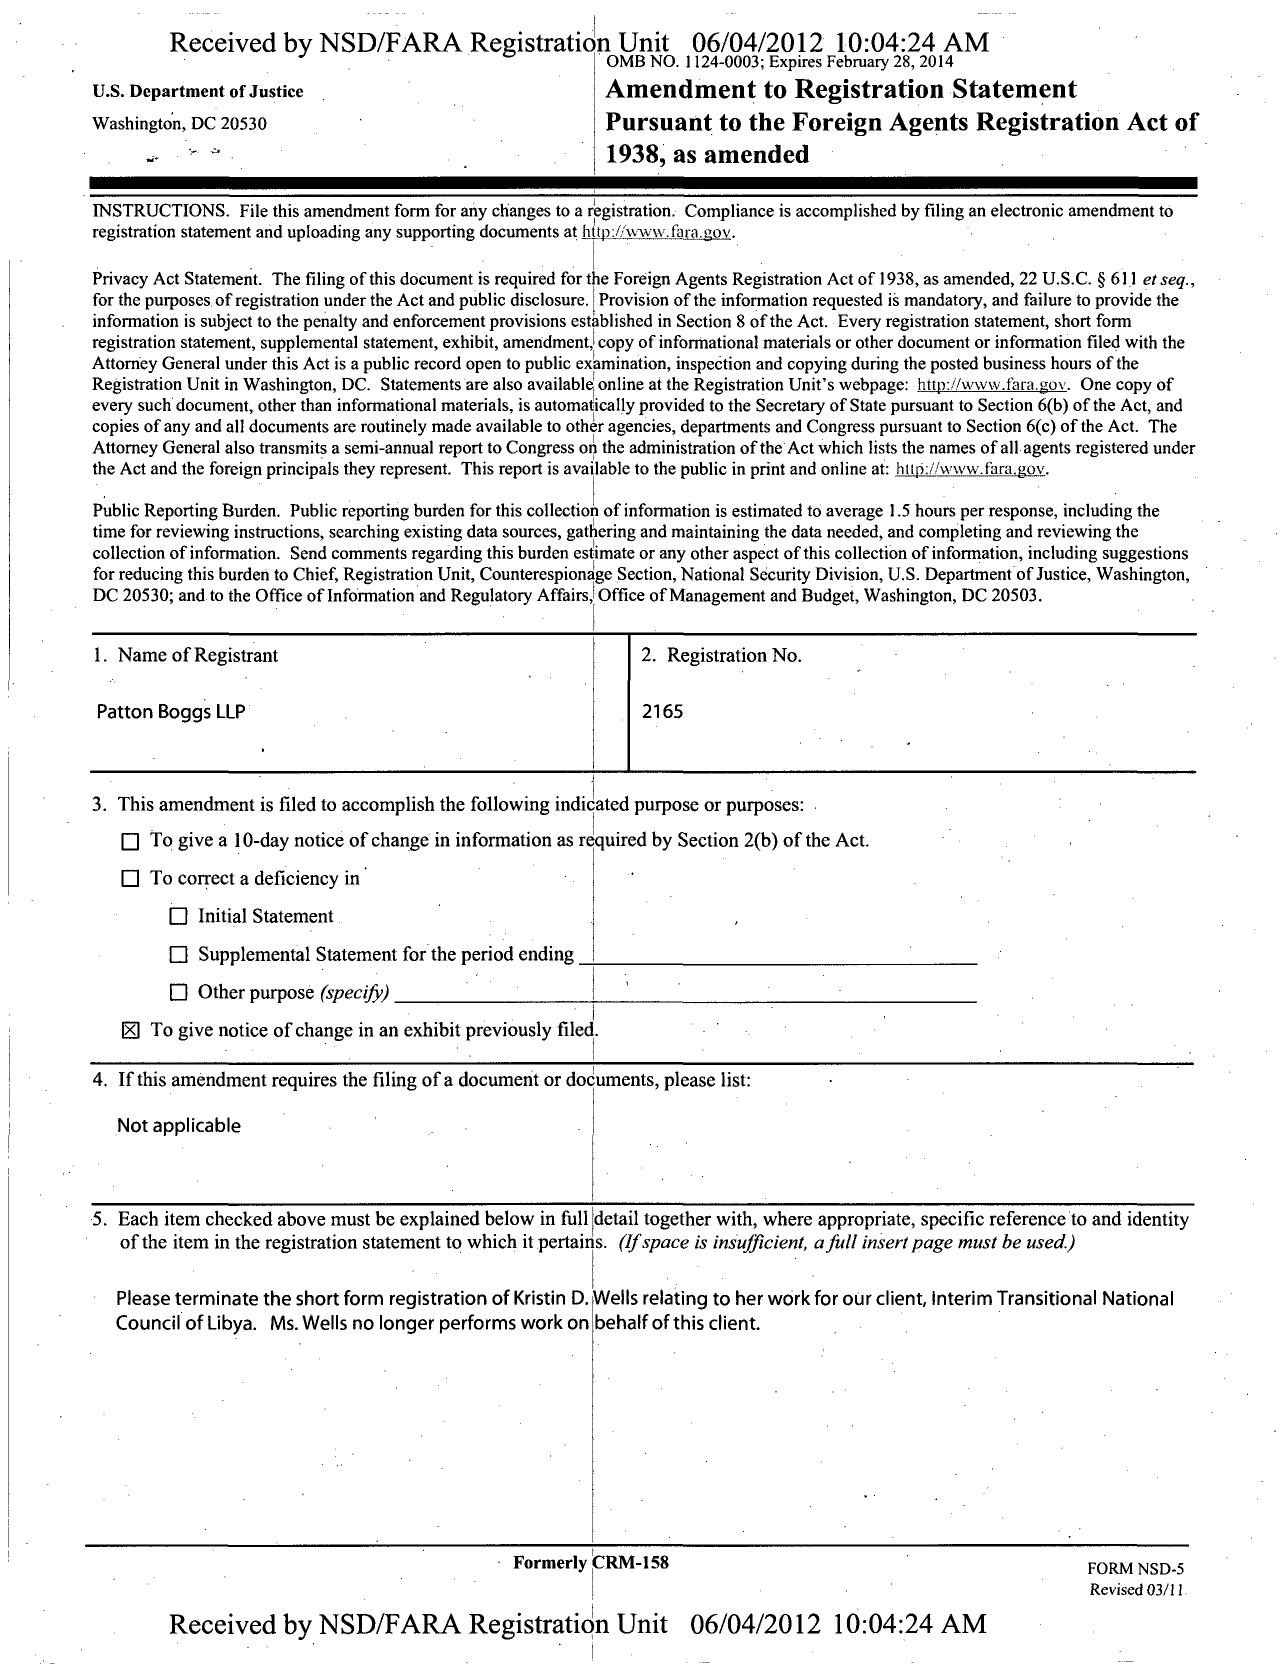 Received by NSD/FARA Registration Unit 06/04/2012 10:04:24 AM
OMB NO. 1124-0003; Expires February 28, 2014
U.S. Department of Justice
Washington, DC 20530
Amendment to Registration Statement
Pursuant to the Foreign Agents Registration Act of
1938, as amended
INSTRUCTIONS. File this amendment form for any changes to a registration. Compliance is accomplished by filing an electronic amendment to
registration statement and uploading any supporting documents at http://www.fara.gov.
Privacy Act Statement. The filing of this document is required for the Foreign Agents Registration Act of 1938, as amended, 22 U.S.C. § 611 et seq.,
for the purposes of registration under the Act and public disclosure. Provision of the information requested is mandatory, and failure to provide the
information is subject to the penalty and enforcement provisions established in Section 8 of the Act. Every registration statement, short form
registration statement, supplemental statement, exhibit, amendment, copy of informational materials or other document or information filed with the
Attorney General under this Act is a public record open to public examination, inspection and copying during the posted business hours of the
Registration Unit in Washington, DC. Statements are also available online at the Registration Unit's webpage: http://www.fara.gov. One copy of
every such document, other than informational materials, is automatically provided to the Secretary of State pursuant to Section 6(b) of the Act, and
copies of any and all documents are routinely made available to other agencies, departments and Congress pursuant to Section 6(c) of the Act. The
Attorney General also transmits a semi-annual report to Congress on the administration of the Act which lists the names of all agents registered under
the Act and the foreign principals they represent. This report is available to the public in print and online at: http://www.fara.gov.
Public Reporting Burden. Public reporting burden for this collection of information is estimated to average 1.5 hours per response, including the
time for reviewing instructions, searching existing data sources, gathering and maintaining the data needed, and completing and reviewing the
collection of information. Send comments regarding this burden estimate or any other aspect of this collection of information, including suggestions
for reducing this burden to Chief, Registration Unit, Counterespionage Section, National Security Division, U.S. Department of Justice, Washington,
DC 20530; and to the Office of Information and Regulatory Affairs, Office of Management and Budget, Washington, DC 20503.
1. Name of Registrant
Patton Boggs LLP
2. Registration No.
2165
3. This amendment is filed to accomplish the following indicated purpose or purposes:
☐ To give a 10-day notice of change in information as required by Section 2(b) of the Act.
☐ To correct a deficiency in
☐ Initial Statement
☐ Supplemental Statement for the period ending
☐ Other purpose (specify)
☒ To give notice of change in an exhibit previously filed.
4. If this amendment requires the filing of a document or documents, please list:
Not applicable
5. Each item checked above must be explained below in full detail together with, where appropriate, specific reference to and identity
of the item in the registration statement to which it pertains. (If space is insufficient, a full insert page must be used.)
Please terminate the short form registration of Kristin D. Wells relating to her work for our client, Interim Transitional National
Council of Libya. Ms. Wells no longer performs work on behalf of this client.
Formerly CRM-158
FORM NSD-5
Revised 03/11
Received by NSD/FARA Registration Unit 06/04/2012 10:04:24 AM